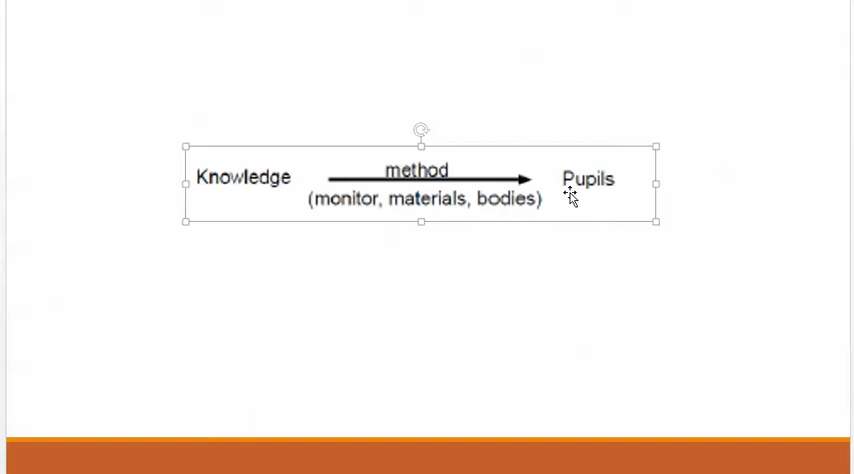 Knowledge method Pupils
(monitor, materials, bodies)